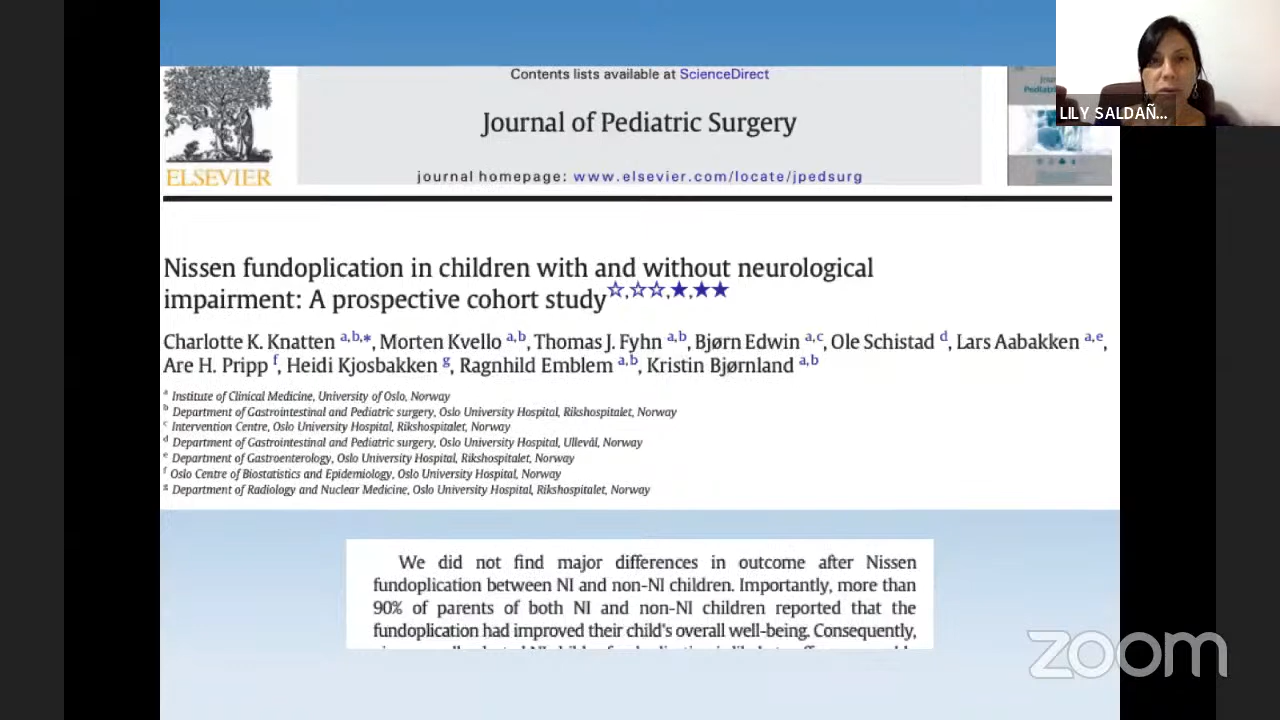 Contents lists available at ScienceDirect
Journal of Pediatric Surgery
journal homepage: www.elsevier.com/locate/jpedsurg
ELSEVIER
LILY SALDAÑ...
Nissen fundoplication in children with and without neurological
impairment: A prospective cohort study☆,☆☆,★,★★
Charlotte K. Knatten a,b,*, Morten Kvello a,b, Thomas J. Fyhn a,b, Bjørn Edwin a,c, Ole Schistad d, Lars Aabakken a,e,
Are H. Pripp f, Heidi Kjosbakken g, Ragnhild Emblem a,b, Kristin Bjørnland a,b
a Institute of Clinical Medicine, University of Oslo, Norway
b Department of Gastrointestinal and Pediatric surgery, Oslo University Hospital, Rikshospitalet, Norway
c Intervention Centre, Oslo University Hospital, Rikshospitalet, Norway
d Department of Gastrointestinal and Pediatric surgery, Oslo University Hospital, Ullevål, Norway
e Department of Gastroenterology, Oslo University Hospital, Rikshospitalet, Norway
f Oslo Centre of Biostatistics and Epidemiology, Oslo University Hospital, Norway
g Department of Radiology and Nuclear Medicine, Oslo University Hospital, Rikshospitalet, Norway
We did not find major differences in outcome after Nissen
fundoplication between NI and non-NI children. Importantly, more than
90% of parents of both NI and non-NI children reported that the
fundoplication had improved their child's overall well-being. Consequently,
zoom